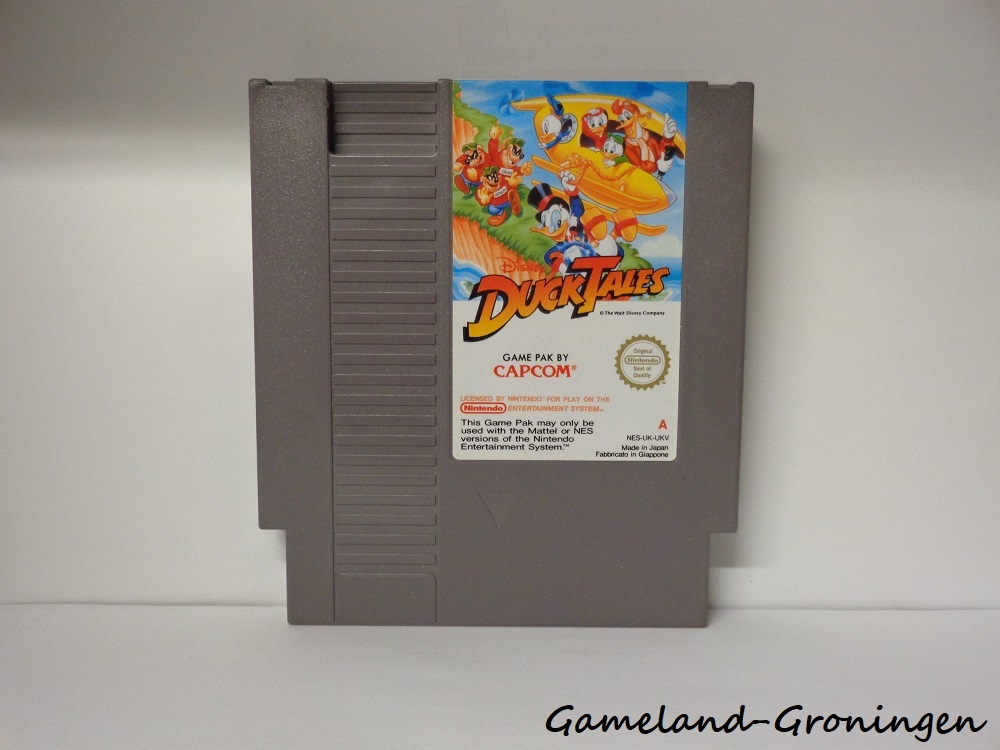 Disney
DUCKTALES
© The Walt Disney Company
GAME PAK BY
CAPCOM®
Original
Nintendo
Seal of
Quality
LICENSED BY NINTENDO® FOR PLAY ON THE
Nintendo ENTERTAINMENT SYSTEM™
This Game Pak may only be
used with the Mattel or NES
versions of the Nintendo
Entertainment System.™
A
NES-UK-UKV
Made in Japan
Fabbricato in Giappone
Gameland-Groningen